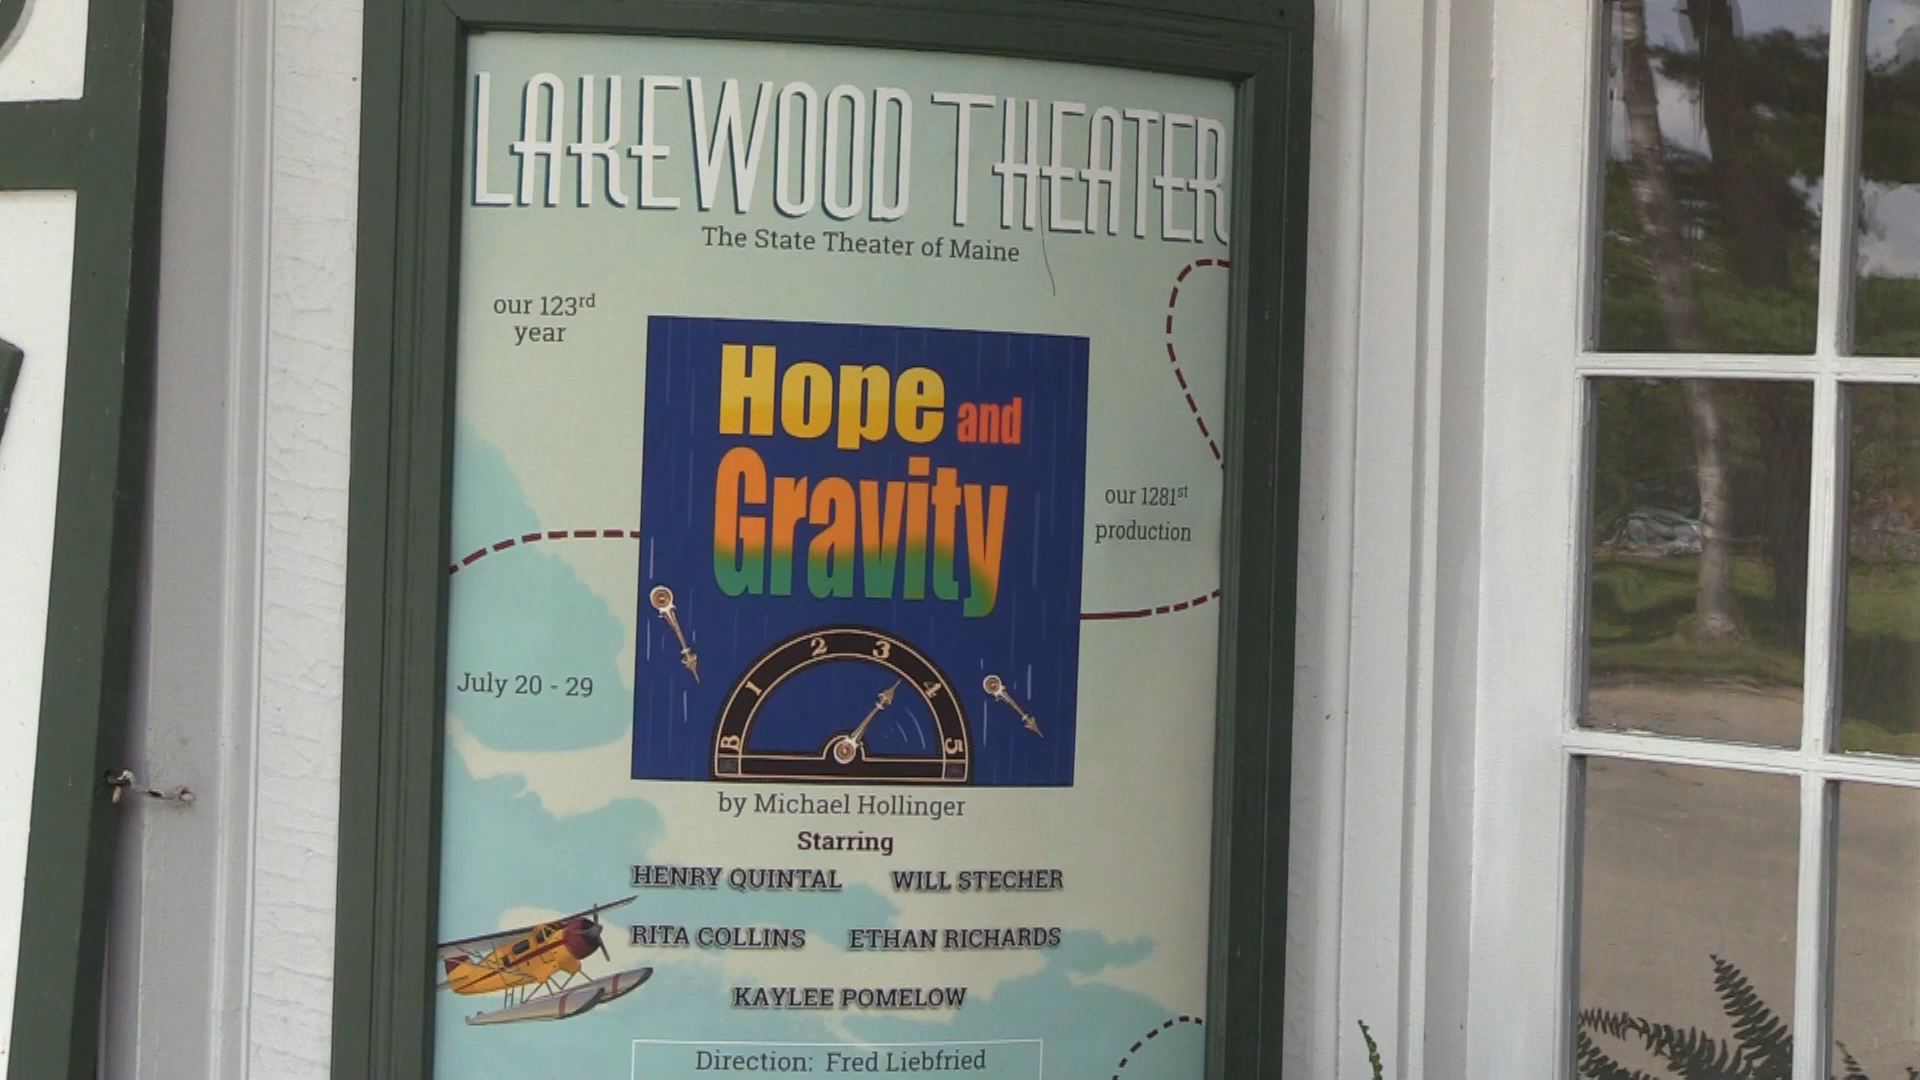 LAKEWOOD THEATER
The State Theater of Maine
our 123rd
year
Hope and
Gravity
our 1281st
production
July 20 - 29
B 1 2 3 4 5
by Michael Hollinger
Starring
HENRY QUINTAL WILL STECHER
RITA COLLINS ETHAN RICHARDS
KAYLEE POMELOW
Direction: Fred Liebfried